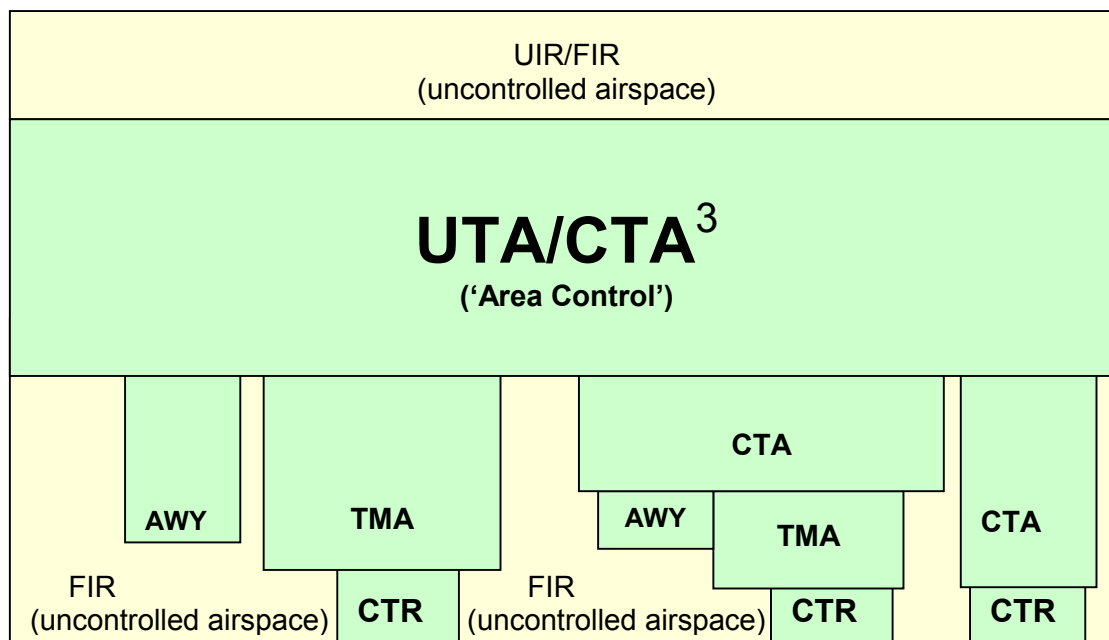 UIR/FIR
(uncontrolled airspace)
UTA/CTA3
(‘Area Control’)
CTA
AWY
TMA
AWY
TMA
CTA
FIR
(uncontrolled airspace)
CTR
FIR
(uncontrolled airspace)
CTR
CTR